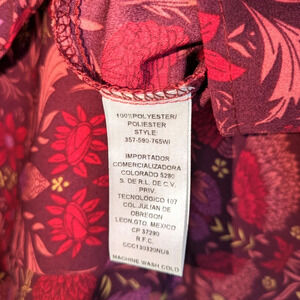 100%POLYESTER/
POLIESTER
STYLE:
357-590-765WI
IMPORTADOR
COMERCIALIZADORA
COLORADO 5280
S. DE R.L. DE C.V.
PRIV.
TECNOLOGICO 107
COL.JULIAN DE
OBREGON
LEON,GTO. MEXICO
CP 37290
R.F.C.
CCC130320NU8
MACHINE WASH COLD